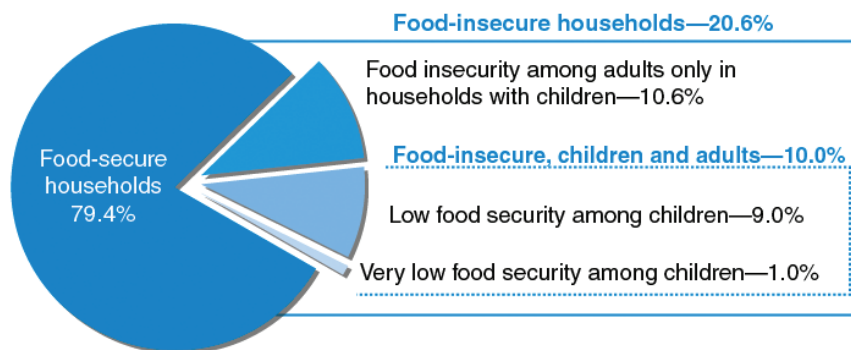 Food-insecure households—20.6%
Food insecurity among adults only in
households with children—10.6%
Food-secure
households
79.4%
Food-insecure, children and adults—10.0%
Low food security among children—9.0%
Very low food security among children—1.0%